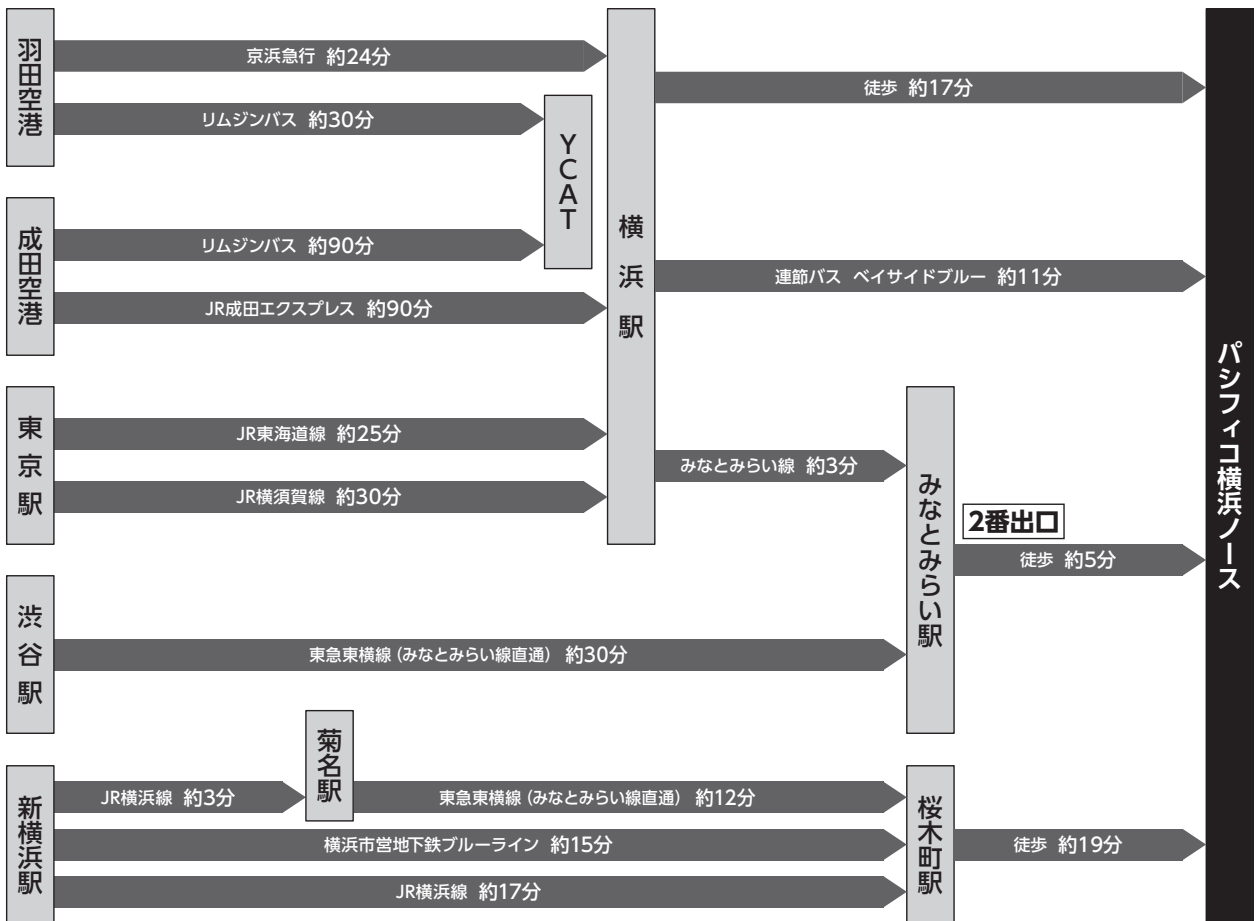 羽田空港
京浜急行 約24分
リムジンバス 約30分
YCAT
横浜駅
徒歩 約17分
成田空港
リムジンバス 約90分
JR成田エクスプレス 約90分
連節バス ベイサイドブルー 約11分
パシフィコ横浜ノース
東京駅
JR東海道線 約25分
JR横須賀線 約30分
みなとみらい線 約3分
みなとみらい駅
2番出口
徒歩 約5分
渋谷駅
東急東横線(みなとみらい線直通) 約30分
新横浜駅
JR横浜線 約3分
菊名駅
東急東横線(みなとみらい線直通) 約12分
横浜市営地下鉄ブルーライン 約15分
JR横浜線 約17分
桜木町駅
徒歩 約19分